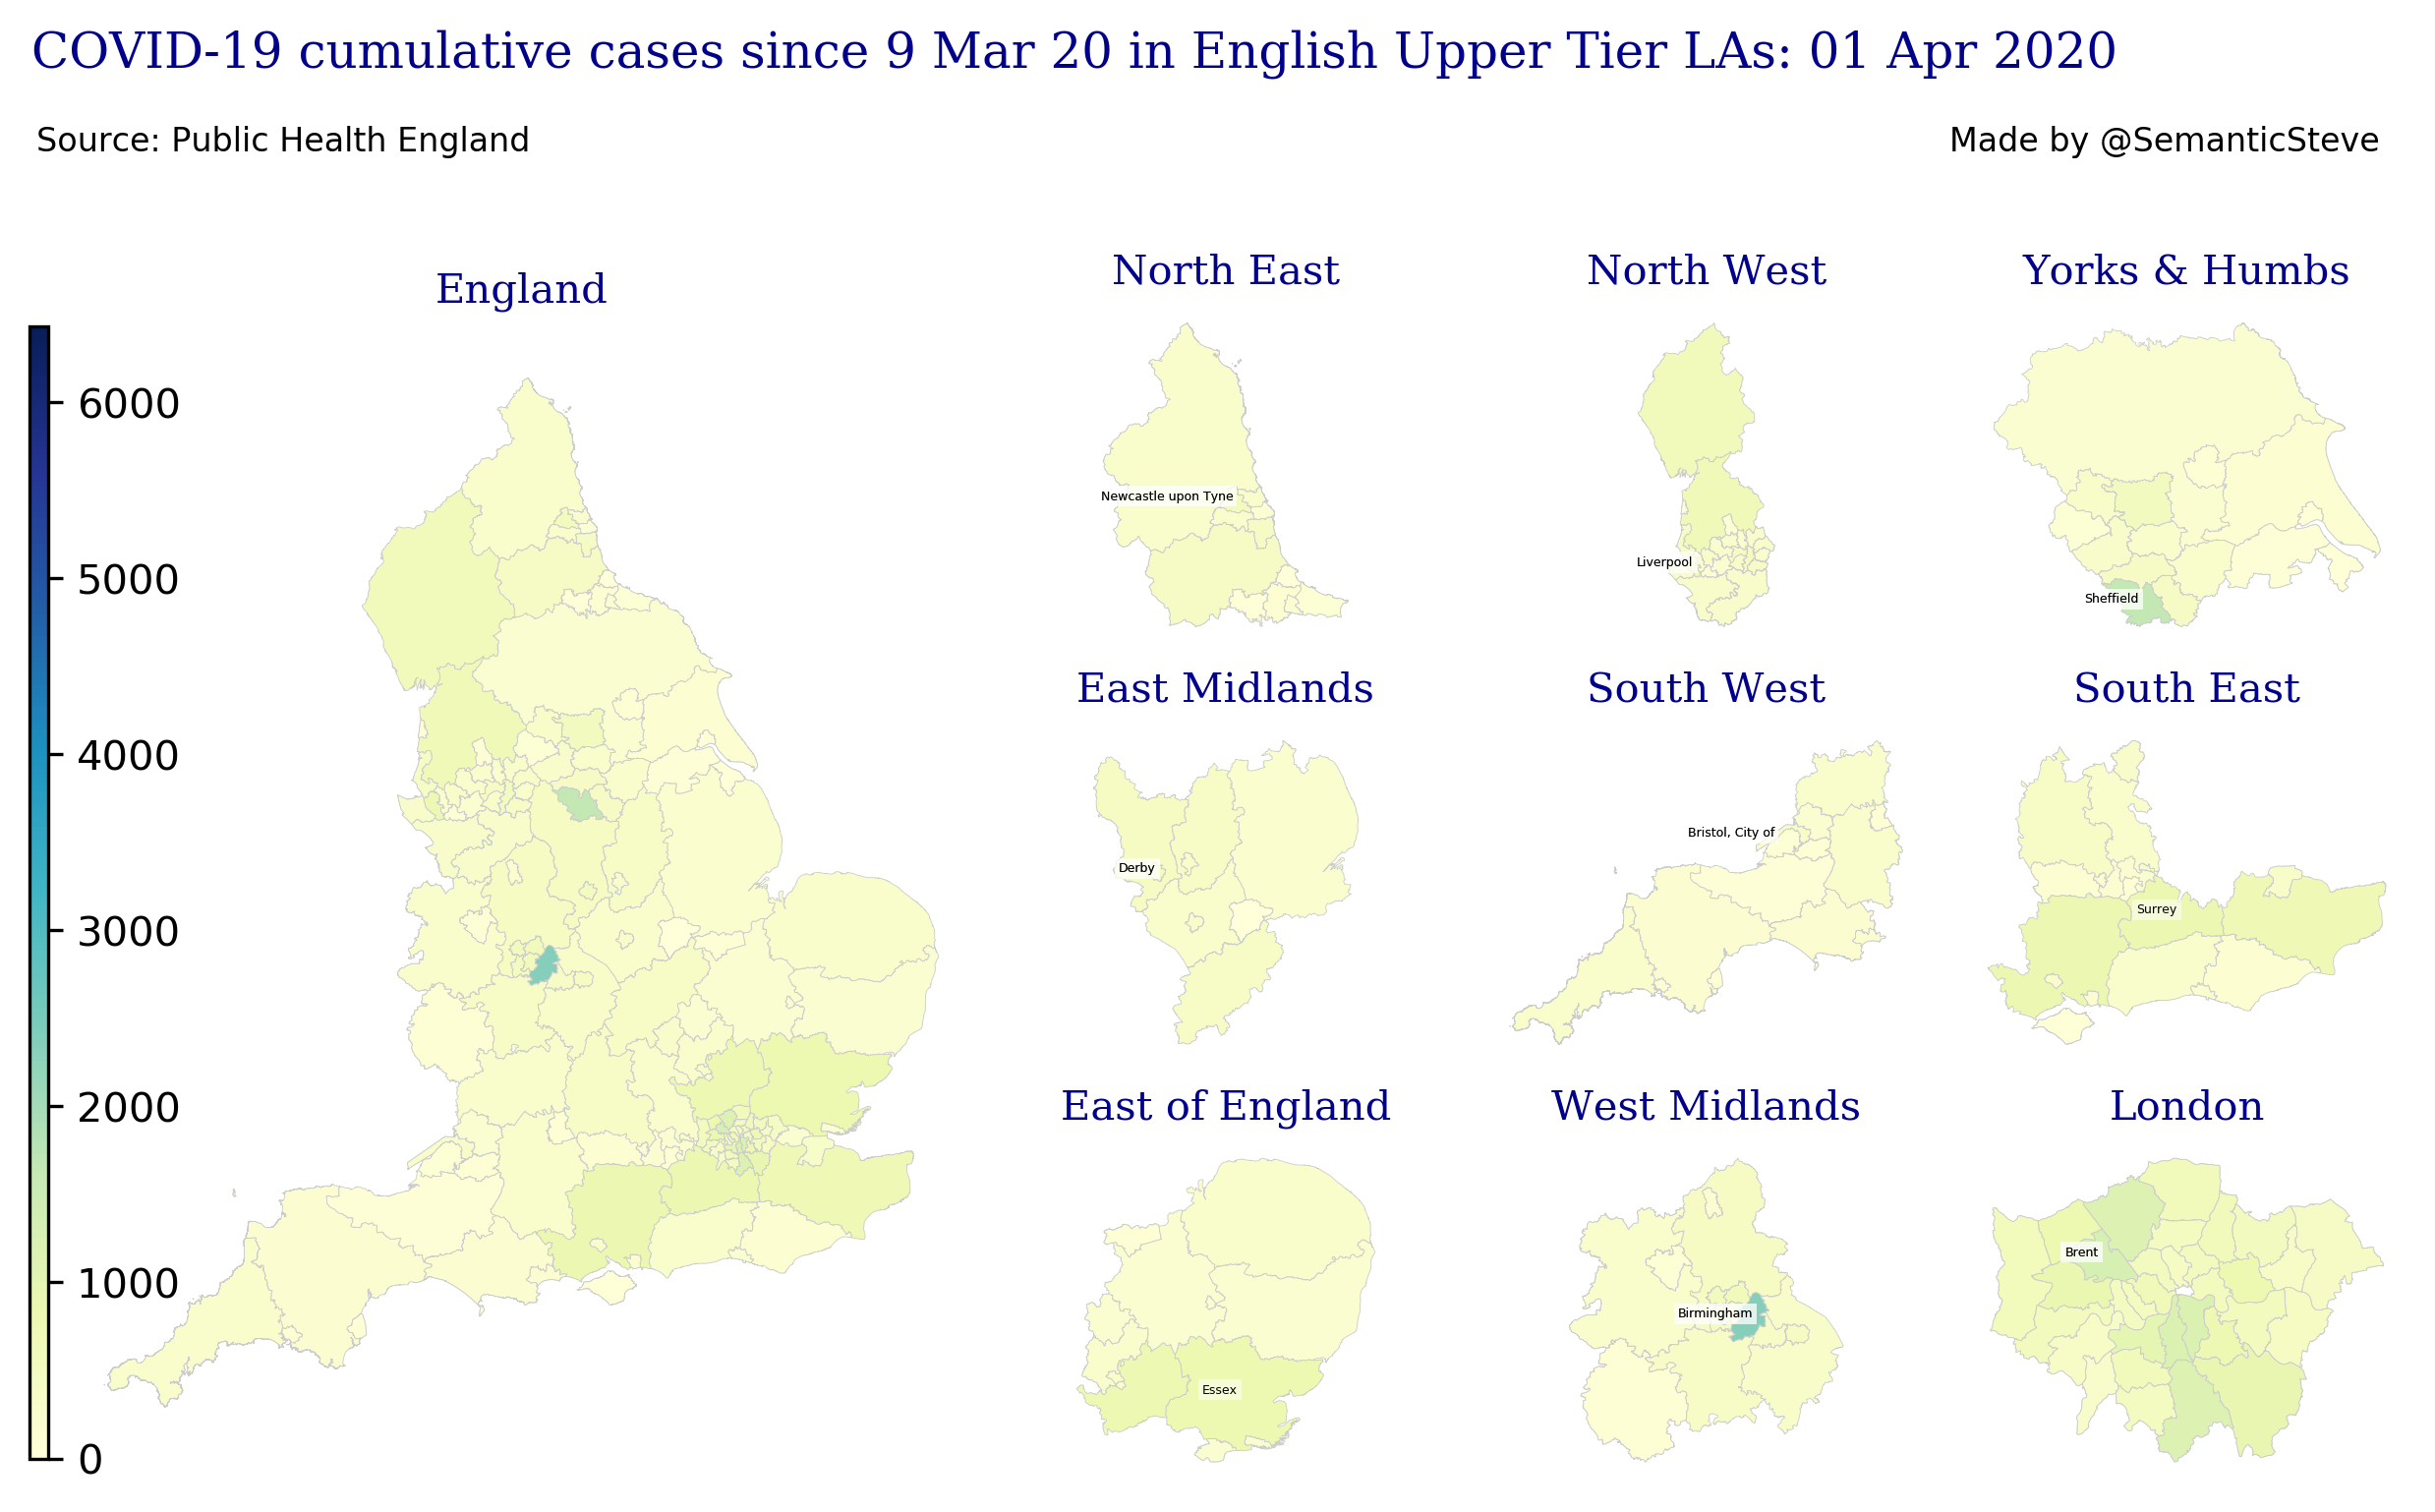 COVID-19 cumulative cases since 9 Mar 20 in English Upper Tier LAs: 01 Apr 2020
Source: Public Health England
Made by @SemanticSteve
England
6000
5000
4000
3000
2000
1000
0
North East
Newcastle upon Tyne
North West
Liverpool
Yorks & Humbs
Sheffield
East Midlands
Derby
South West
Bristol, City of
South East
Surrey
East of England
Essex
West Midlands
Birmingham
London
Brent